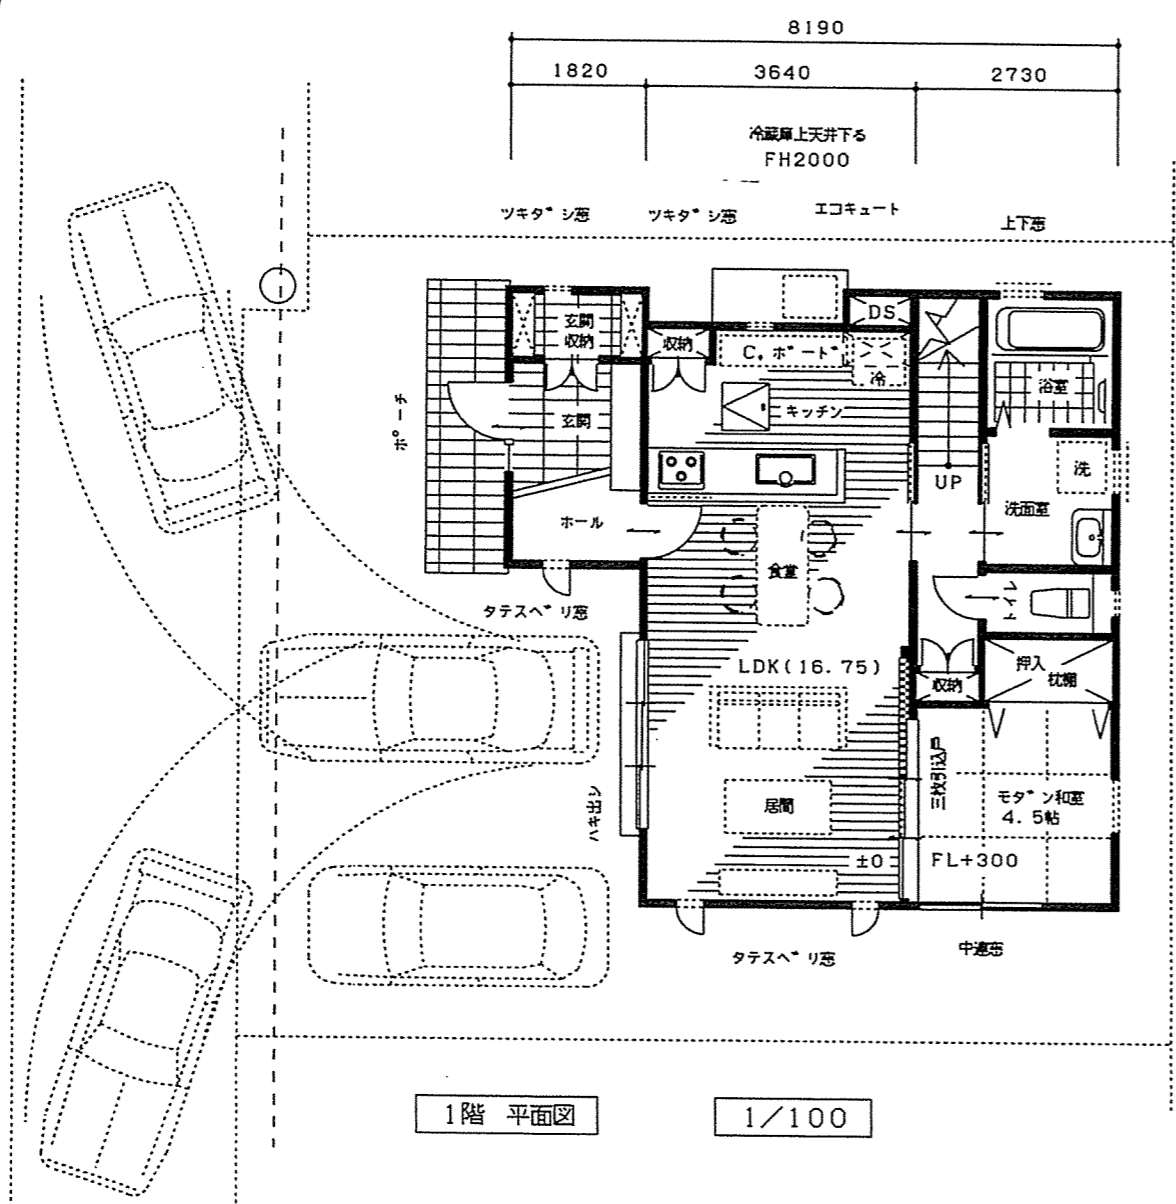 8190
1820
3640
2730
冷蔵庫上天井下る
FH2000
ツキダシ窓
ツキダシ窓
エコキュート
上下窓
玄関
収納
収納
DS
C.ボード
冷
浴室
ポーチ
玄関
キッチン
UP
洗
洗面室
ホール
食堂
トイレ
タテスベリ窓
LDK(16.75)
押入
枕棚
収納
三枚引込戸
ハキ出シ
居間
モダン和室
4.5帖
±0
FL+300
タテスベリ窓
中連窓
1階 平面図
1/100